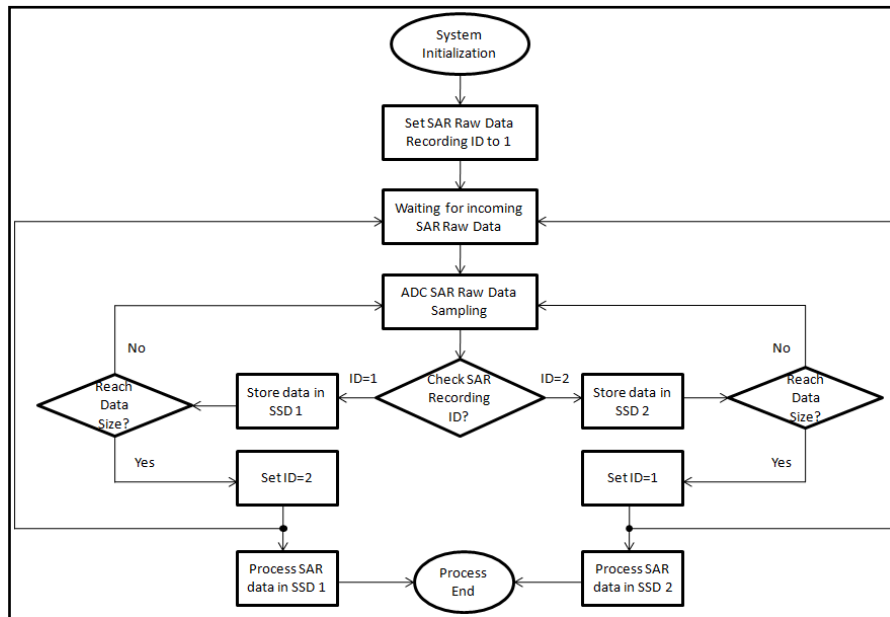 System
Initialization
Set SAR Raw Data
Recording ID to 1
Waiting for incoming
SAR Raw Data
ADC SAR Raw Data
Sampling
No
No
Reach
Data
Size?
Store data in
SSD 1
ID=1
Check SAR
Recording
ID?
ID=2
Store data in
SSD 2
Reach
Data
Size?
Yes
Set ID=2
Set ID=1
Yes
Process SAR
data in SSD 1
Process
End
Process SAR
data in SSD 2